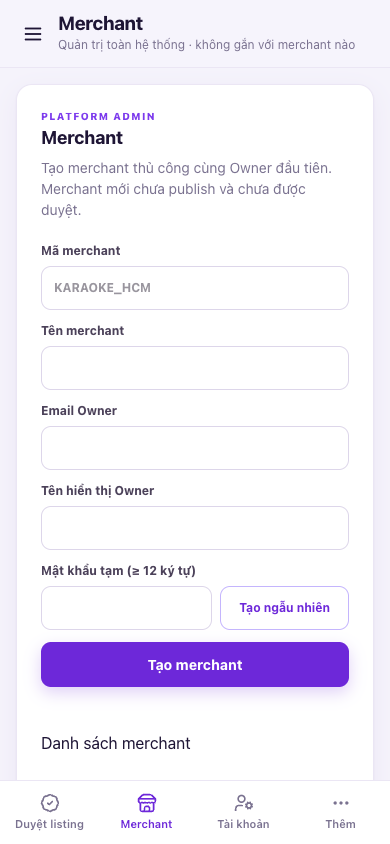 Merchant
Quản trị toàn hệ thống · không gắn với merchant nào
PLATFORM ADMIN
Merchant
Tạo merchant thủ công cùng Owner đầu tiên.
Merchant mới chưa publish và chưa được
duyệt.
Mã merchant
KARAOKE_HCM
Tên merchant
Email Owner
Tên hiển thị Owner
Mật khẩu tạm (≥ 12 ký tự)
Tạo ngẫu nhiên
Tạo merchant
Danh sách merchant
Duyệt listing
Merchant
Tài khoản
Thêm